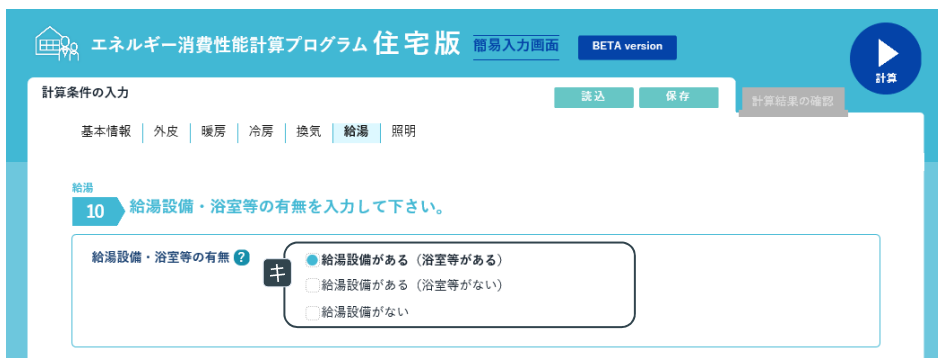 エネルギー消費性能計算プログラム 住宅版 簡易入力画面 BETA version
計算
計算条件の入力 読込 保存 計算結果の確認
基本情報 外皮 暖房 冷房 換気 給湯 照明
給湯
10 給湯設備・浴室等の有無を入力して下さい。
給湯設備・浴室等の有無 ? キ 給湯設備がある（浴室等がある）
給湯設備がある（浴室等がない）
給湯設備がない